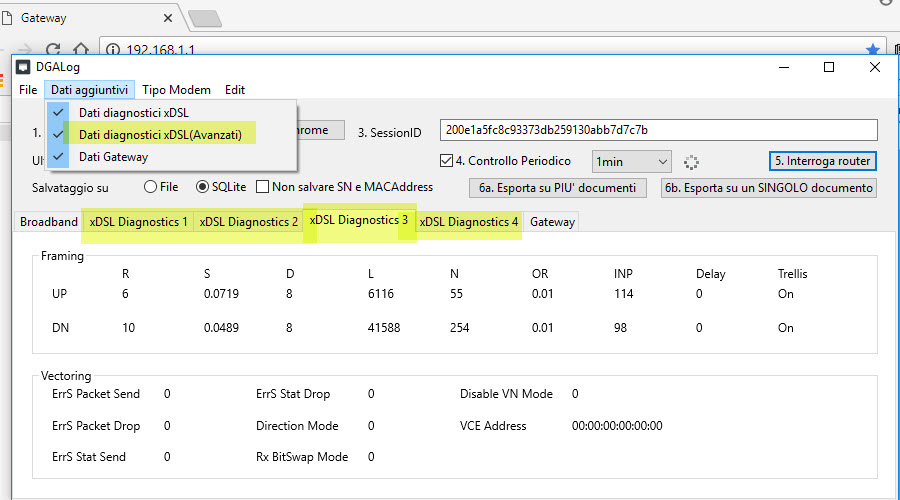 Gateway
192.168.1.1
DGALog
File Dati aggiuntivi Tipo Modem Edit
Dati diagnostici xDSL
Dati diagnostici xDSL(Avanzati)
Dati Gateway
1. hrome 3. SessionID 200e1a5fc8c93373db259130abb7d7c7b
Ul 4. Controllo Periodico 1min 5. Interroga router
Salvataggio su File SQLite Non salvare SN e MACAddress 6a. Esporta su PIU' documenti 6b. Esporta su un SINGOLO documento
Broadband xDSL Diagnostics 1 xDSL Diagnostics 2 xDSL Diagnostics 3 xDSL Diagnostics 4 Gateway
Framing
R S D L N OR INP Delay Trellis
UP 6 0.0719 8 6116 55 0.01 114 0 On
DN 10 0.0489 8 41588 254 0.01 98 0 On
Vectoring
ErrS Packet Send 0 ErrS Stat Drop 0 Disable VN Mode 0
ErrS Packet Drop 0 Direction Mode 0 VCE Address 00:00:00:00:00:00
ErrS Stat Send 0 Rx BitSwap Mode 0